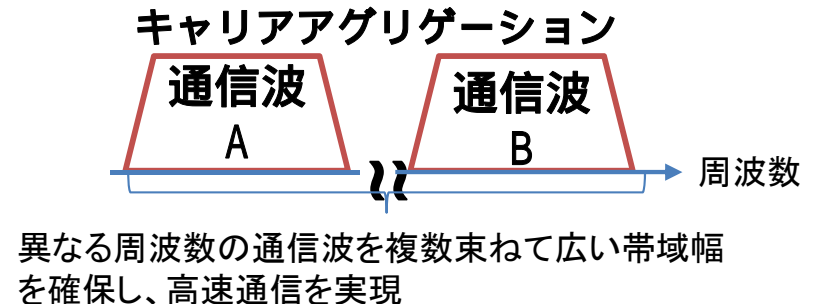 キャリアアグリゲーション
通信波
A
通信波
B
周波数
異なる周波数の通信波を複数束ねて広い帯域幅
を確保し、高速通信を実現